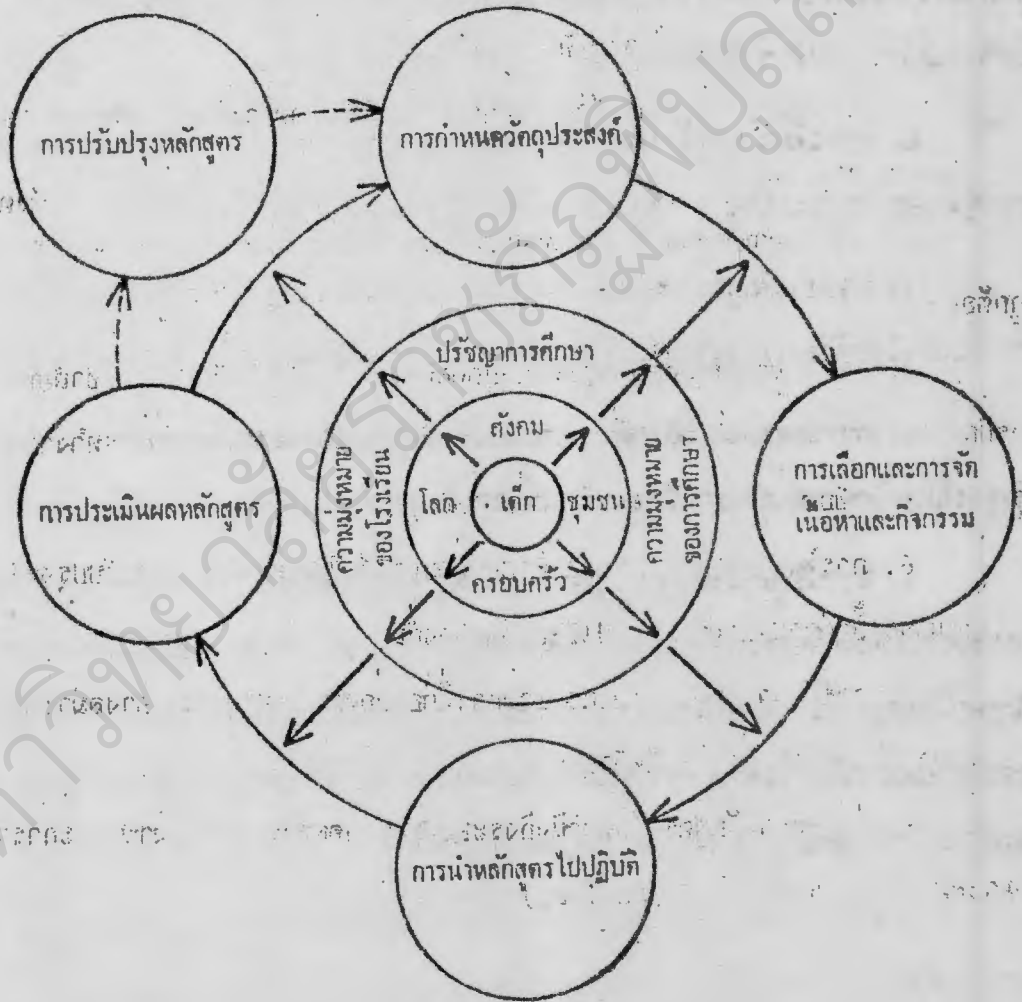 การปรับปรุงหลักสูตร
การกำหนดวัตถุประสงค์
ปรัชญาการศึกษา
สังคม
ความมุ่งหมาย
ของโรงเรียน
โลก
เด็ก
ชุมชน
ความมุ่งหมาย
ของการศึกษา
ครอบครัว
การประเมินผลหลักสูตร
การเลือกและการจัด
เนื้อหาและกิจกรรม
การนำหลักสูตรไปปฏิบัติ